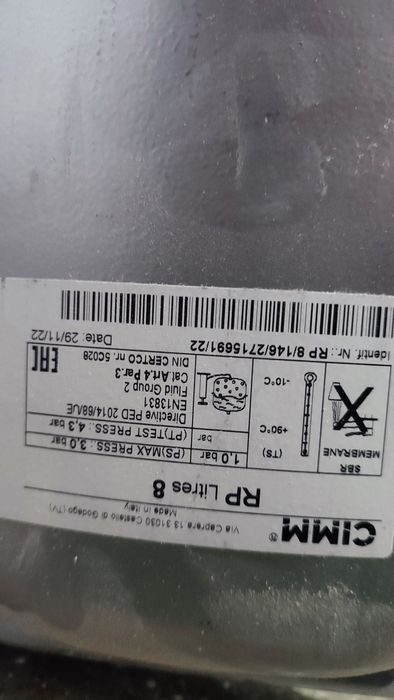 CIMM®
Via Caprera,13 31030 Castello di Godego (TV)
Made in Italy
RP Litres 8
SBR
MEMBRANE
(TS)
+90°C
-10°C
1.0 bar
bar
(PS)MAX PRESS.: 3.0 bar
(PT)TEST PRESS.: 4.3 bar
Directive PED 2014/68/UE
EN13831
Fluid Group 2
Cat.Art.4 Par.3
DIN CERTCO nr. 5C028
EAC
Identif. Nr.: RP 8/146/2715691/22
Date: 29/11/22